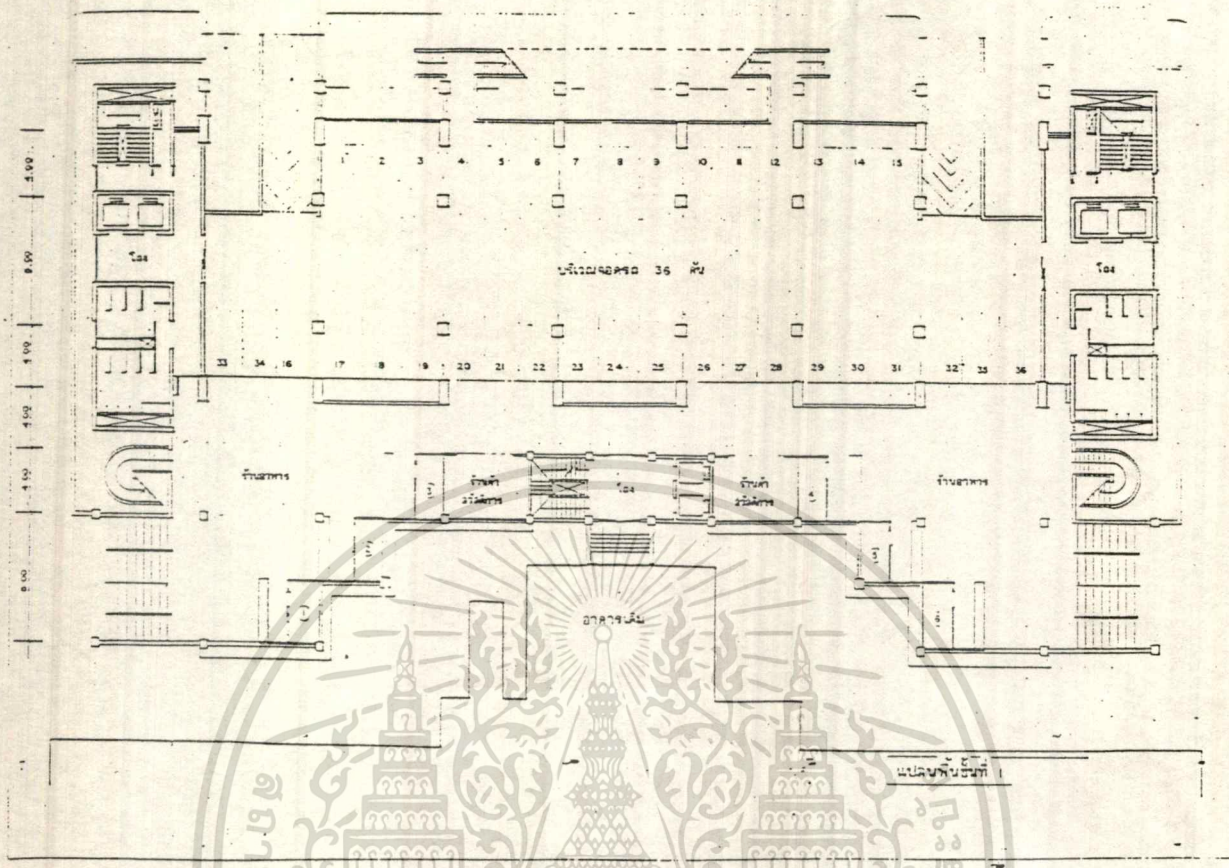 1 2 3 4 5 6 7 8 9 10 11 12 13 14 15
บริเวณจอดรถ 36 คัน
โถง
โถง
33 34 16 17 18 19 20 21 22 23 24 25 26 27 28 29 30 31 32 35 36
ร้านอาหาร
ร้านค้า
สวัสดิการ
โถง
ร้านค้า
สวัสดิการ
ร้านอาหาร
อาคารเดิม
แปลนพื้นชั้นที่ 1
8.00
4.00
4.00
4.00
8.00